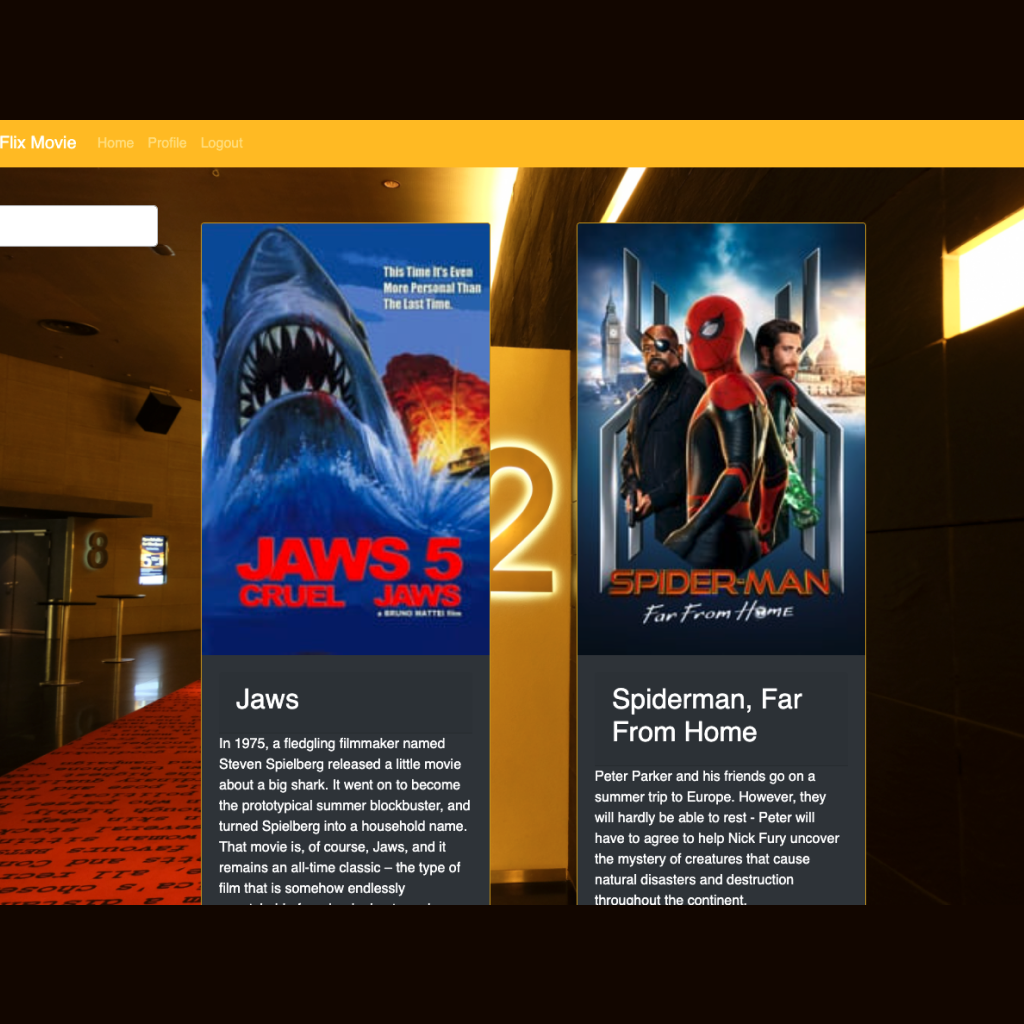 Flix Movie Home Profile Logout
This Time It's Even
More Personal Than
The Last Time.
JAWS 5
CRUEL JAWS
a BRUNO MATTEI film
SPIDER-MAN
Far From Home
8
2
Jaws
In 1975, a fledgling filmmaker named
Steven Spielberg released a little movie
about a big shark. It went on to become
the prototypical summer blockbuster, and
turned Spielberg into a household name.
That movie is, of course, Jaws, and it
remains an all-time classic – the type of
film that is somehow endlessly
Spiderman, Far
From Home
Peter Parker and his friends go on a
summer trip to Europe. However, they
will hardly be able to rest - Peter will
have to agree to help Nick Fury uncover
the mystery of creatures that cause
natural disasters and destruction
throughout the continent.